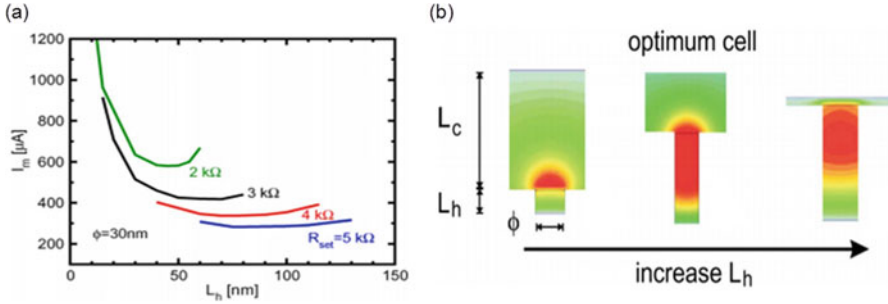 (a)
1200
1000
800
600
400
200
I_m [µA]
2 kΩ
3 kΩ
4 kΩ
R_set=5 kΩ
ϕ=30nm
0
50
100
150
L_h [nm]
(b)
optimum cell
L_c
L_h
ϕ
increase L_h